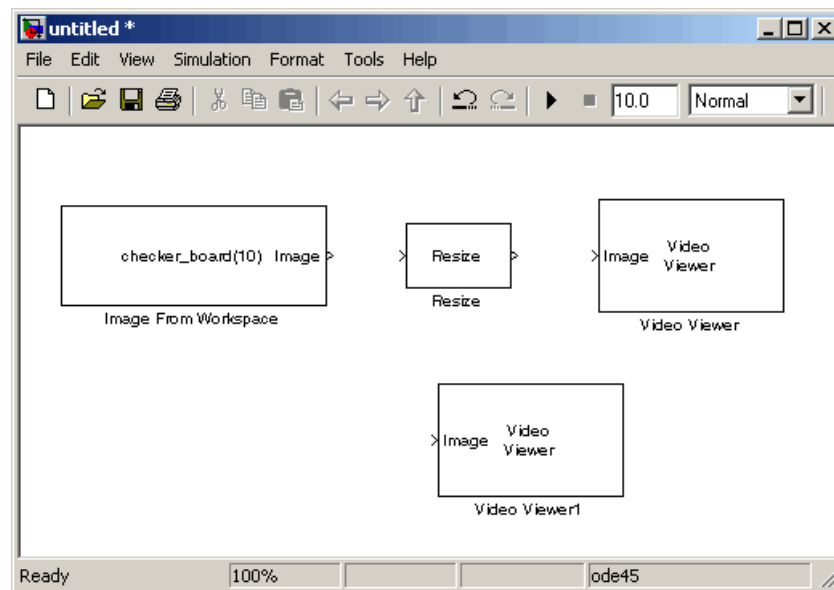 untitled *
File Edit View Simulation Format Tools Help
10.0 Normal
checker_board(10) Image
Image From Workspace
Resize
Resize
Image Video
Viewer
Video Viewer
Image Video
Viewer
Video Viewer1
Ready 100% ode45